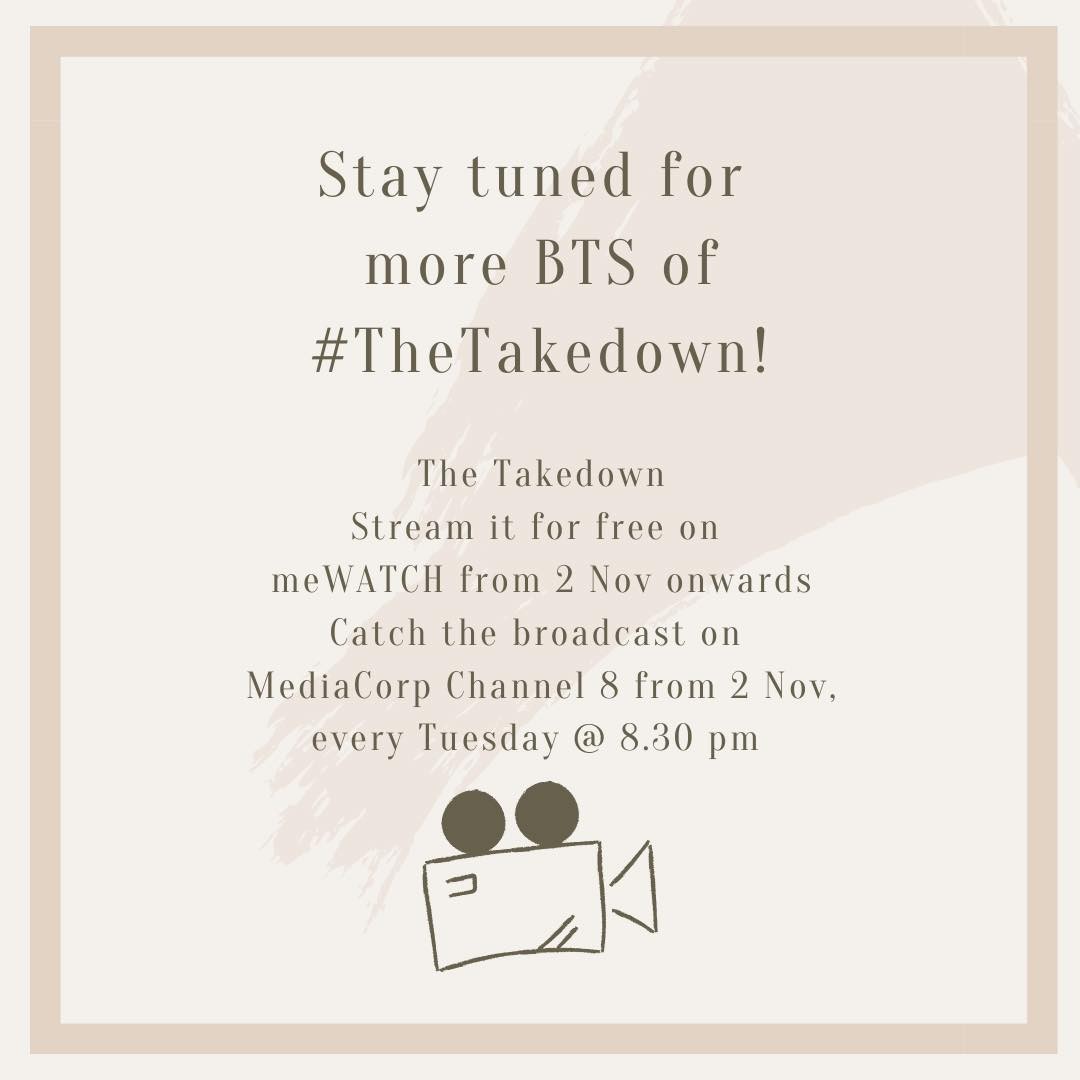 Stay tuned for
more BTS of
#TheTakedown!
The Takedown
Stream it for free on
meWATCH from 2 Nov onwards
Catch the broadcast on
MediaCorp Channel 8 from 2 Nov,
every Tuesday @ 8.30 pm